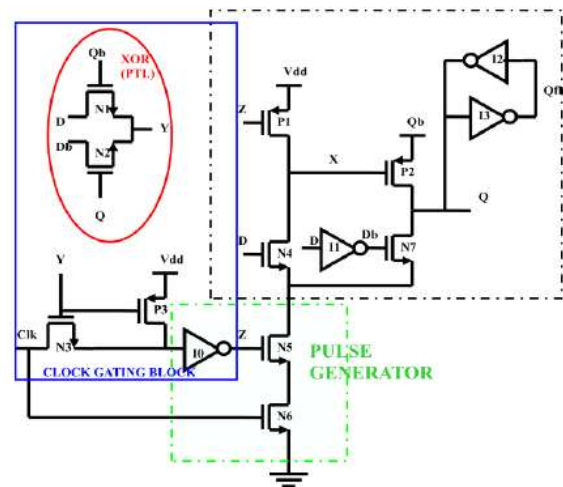 Qb
XOR
(PTL)
N1
D
Y
Db
N2
Q
Vdd
Z
P1
X
Qb
P2
I2
I3
Q
D
N4
D
I1
Db
N7
Y
Vdd
P3
Clk
N3
I0
Z
N5
CLOCK GATING BLOCK
PULSE
GENERATOR
N6